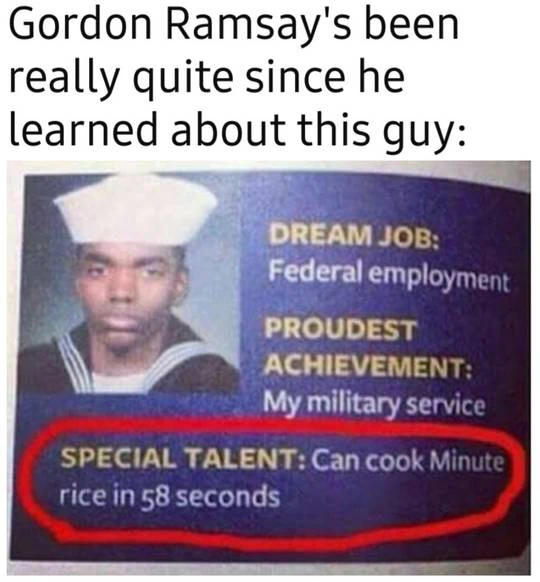 Gordon Ramsay's been
really quite since he
learned about this guy:
DREAM JOB:
Federal employment
PROUDEST
ACHIEVEMENT:
My military service
SPECIAL TALENT: Can cook Minute
rice in 58 seconds